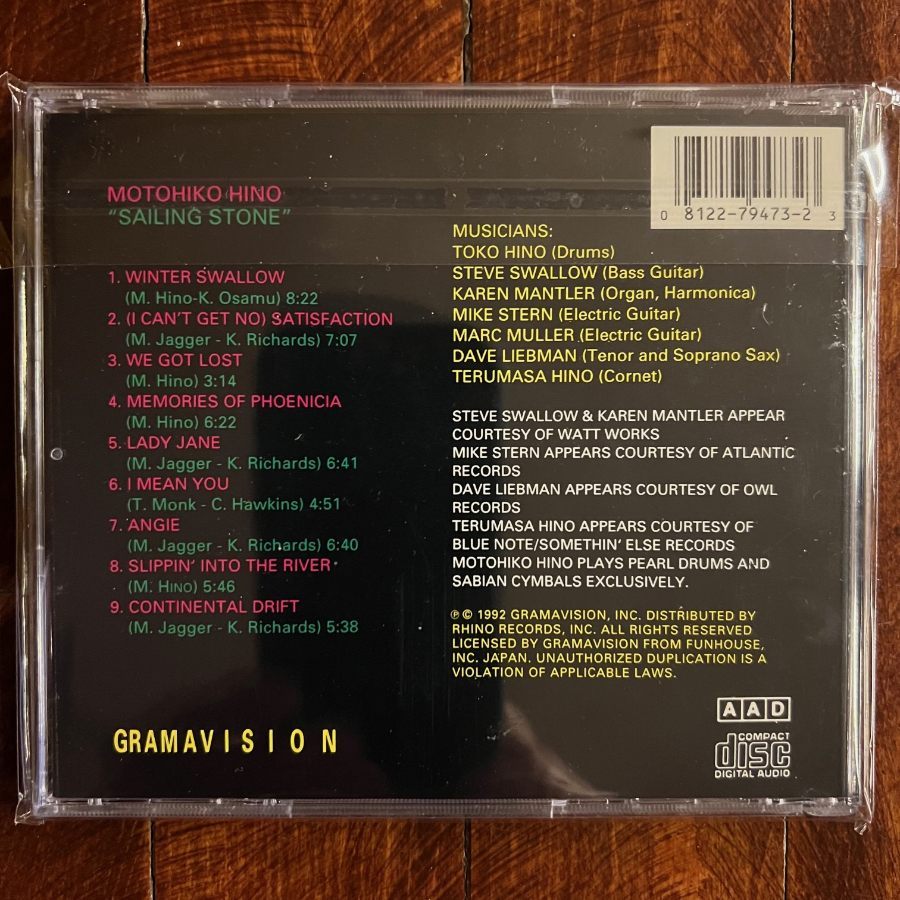 MOTOHIKO HINO
"SAILING STONE"
1. WINTER SWALLOW
(M. Hino-K. Osamu) 8:22
2. (I CAN'T GET NO) SATISFACTION
(M. Jagger - K. Richards) 7:07
3. WE GOT LOST
(M. Hino) 3:14
4. MEMORIES OF PHOENICIA
(M. Hino) 6:22
5. LADY JANE
(M. Jagger - K. Richards) 6:41
6. I MEAN YOU
(T. Monk - C. Hawkins) 4:51
7. ANGIE
(M. Jagger - K. Richards) 6:40
8. SLIPPIN' INTO THE RIVER
(M. HINO) 5:46
9. CONTINENTAL DRIFT
(M. Jagger - K. Richards) 5:38
GRAMAVISION
0 8122-79473-2 3
MUSICIANS:
TOKO HINO (Drums)
STEVE SWALLOW (Bass Guitar)
KAREN MANTLER (Organ, Harmonica)
MIKE STERN (Electric Guitar)
MARC MULLER (Electric Guitar)
DAVE LIEBMAN (Tenor and Soprano Sax)
TERUMASA HINO (Cornet)
STEVE SWALLOW & KAREN MANTLER APPEAR
COURTESY OF WATT WORKS
MIKE STERN APPEARS COURTESY OF ATLANTIC
RECORDS
DAVE LIEBMAN APPEARS COURTESY OF OWL
RECORDS
TERUMASA HINO APPEARS COURTESY OF
BLUE NOTE/SOMETHIN' ELSE RECORDS
MOTOHIKO HINO PLAYS PEARL DRUMS AND
SABIAN CYMBALS EXCLUSIVELY.
℗ © 1992 GRAMAVISION, INC. DISTRIBUTED BY
RHINO RECORDS, INC. ALL RIGHTS RESERVED
LICENSED BY GRAMAVISION FROM FUNHOUSE,
INC. JAPAN. UNAUTHORIZED DUPLICATION IS A
VIOLATION OF APPLICABLE LAWS.
AAD
COMPACT
disc
DIGITAL AUDIO